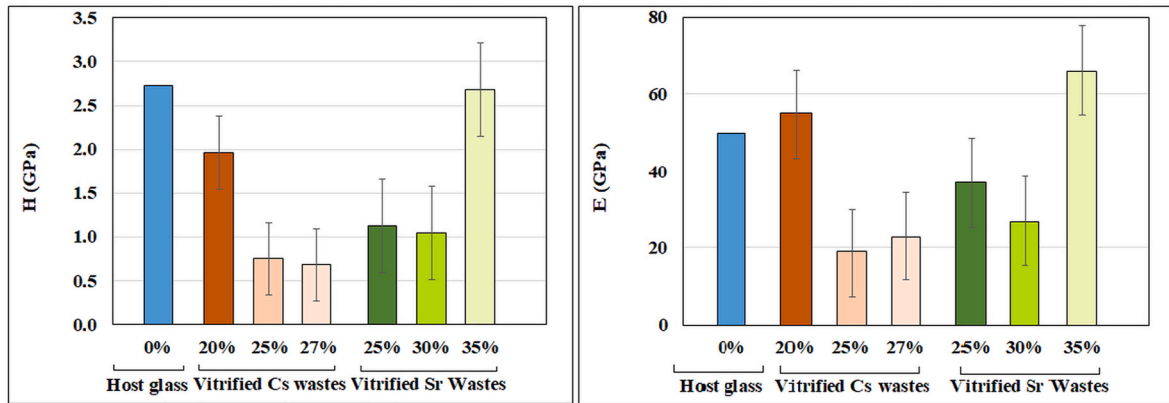 H (GPa)
3.5
3.0
2.5
2.0
1.5
1.0
0.5
0.0
0% 20% 25% 27% 25% 30% 35%
Host glass Vitrified Cs wastes Vitrified Sr Wastes
E (GPa)
80
60
40
20
0
0% 2O% 25% 27% 25% 30% 35%
Host glass Vitrified Cs wastes Vitrified Sr Wastes